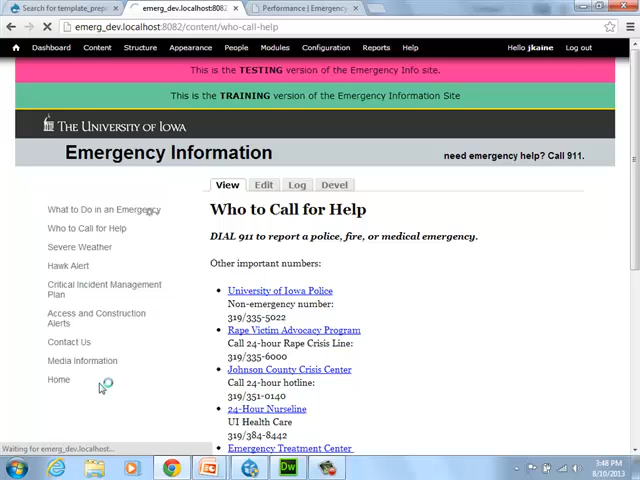 Search for template_prep
emerg_dev.localhost:8082
Performance | Emergency
emerg_dev.localhost:8082/content/who-call-help
Dashboard Content Structure Appearance People Modules Configuration Reports Help Hello jkaine Log out
This is the TESTING version of the Emergency Info site.
This is the TRAINING version of the Emergency Information Site
THE UNIVERSITY OF IOWA
Emergency Information
need emergency help? Call 911.
What to Do in an Emergency
Who to Call for Help
Severe Weather
Hawk Alert
Critical Incident Management
Plan
Access and Construction
Alerts
Contact Us
Media Information
Home
View Edit Log Devel
Who to Call for Help
DIAL 911 to report a police, fire, or medical emergency.
Other important numbers:
University of Iowa Police
Non-emergency number:
319/335-5022
Rape Victim Advocacy Program
Call 24-hour Rape Crisis Line:
319/335-6000
Johnson County Crisis Center
Call 24-hour hotline:
319/351-0140
24-Hour Nurseline
UI Health Care
319/384-8442
Emergency Treatment Center
Waiting for emerg_dev.localhost...
Dw
3:48 PM
8/10/2013